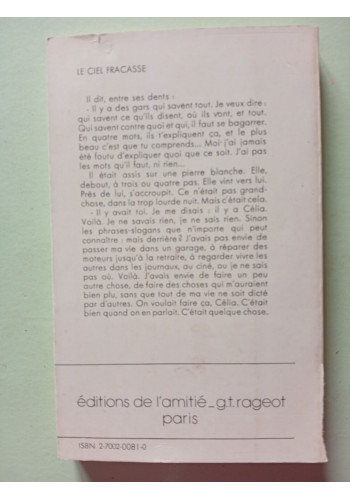 LE CIEL FRACASSE
Il dit, entre ses dents :
- Il y a des gars qui savent tout. Je veux dire :
qui savent ce qu'ils disent, où ils vont, et tout.
Qui savent contre quoi et qui, il faut se bagarrer.
En quatre mots, ils t'expliquent ça, et le plus
beau c'est que tu comprends... Moi j'ai jamais
été foutu d'expliquer quoi que ce soit. J'ai pas
les mots qu'il faut, ni rien...
Il était assis sur une pierre blanche. Elle,
debout, à trois ou quatre pas. Elle vint vers lui.
Près de lui, s'accroupit. Ce n'était pas grand-
chose, dans la trop lourde nuit. Mais c'était cela.
- Il y avait toi. Je me disais : il y a Célia.
Voilà. Je ne savais rien, je ne sais rien. Sinon
les phrases-slogans que n'importe qui peut
connaître : mais derrière ? J'avais pas envie de
passer ma vie dans un garage, à réparer des
moteurs jusqu'à la retraite, à regarder vivre les
autres dans les journaux, au ciné, ou je ne sais
pas où. Voilà. J'avais envie de faire un peu
autre chose, de faire des choses qui m'auraient
bien plu, sans que tout de ma vie ne soit dicté
par d'autres. On voulait faire ça, Célia. C'était
bien quand on en parlait. C'était quelque chose.
éditions de l'amitié_g.t.rageot
paris
ISBN 2-7002-0081-0